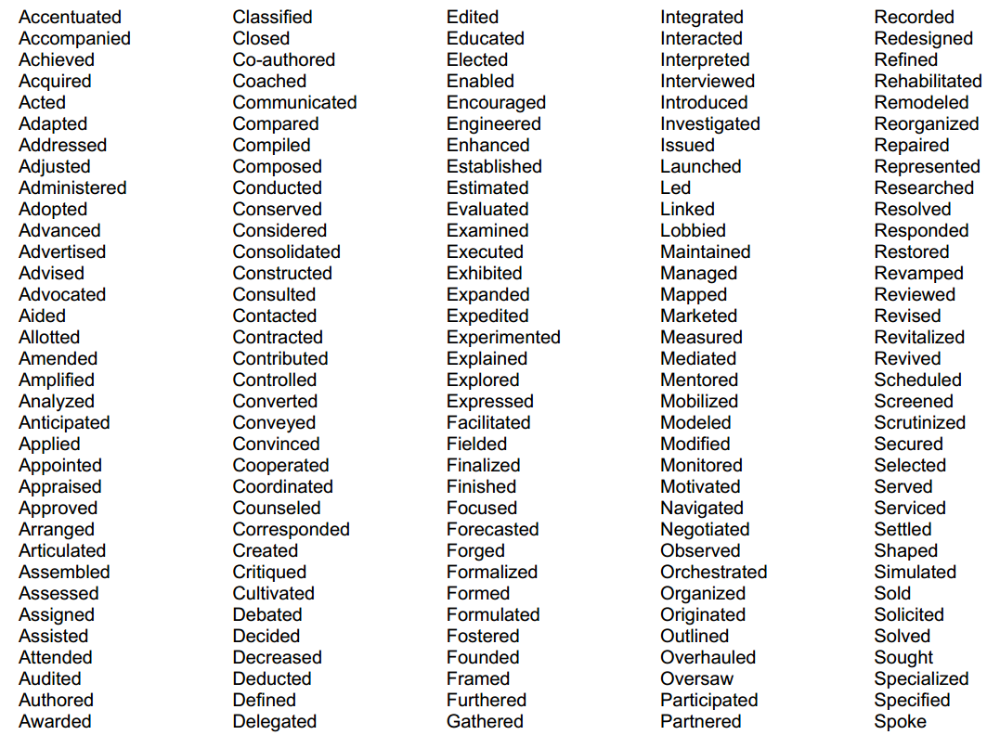 Accentuated Classified Edited Integrated Recorded
Accompanied Closed Educated Interacted Redesigned
Achieved Co-authored Elected Interpreted Refined
Acquired Coached Enabled Interviewed Rehabilitated
Acted Communicated Encouraged Introduced Remodeled
Adapted Compared Engineered Investigated Reorganized
Addressed Compiled Enhanced Issued Repaired
Adjusted Composed Established Launched Represented
Administered Conducted Estimated Led Researched
Adopted Conserved Evaluated Linked Resolved
Advanced Considered Examined Lobbied Responded
Advertised Consolidated Executed Maintained Restored
Advised Constructed Exhibited Managed Revamped
Advocated Consulted Expanded Mapped Reviewed
Aided Contacted Expedited Marketed Revised
Allotted Contracted Experimented Measured Revitalized
Amended Contributed Explained Mediated Revived
Amplified Controlled Explored Mentored Scheduled
Analyzed Converted Expressed Mobilized Screened
Anticipated Conveyed Facilitated Modeled Scrutinized
Applied Convinced Fielded Modified Secured
Appointed Cooperated Finalized Monitored Selected
Appraised Coordinated Finished Motivated Served
Approved Counseled Focused Navigated Serviced
Arranged Corresponded Forecasted Negotiated Settled
Articulated Created Forged Observed Shaped
Assembled Critiqued Formalized Orchestrated Simulated
Assessed Cultivated Formed Organized Sold
Assigned Debated Formulated Originated Solicited
Assisted Decided Fostered Outlined Solved
Attended Decreased Founded Overhauled Sought
Audited Deducted Framed Oversaw Specialized
Authored Defined Furthered Participated Specified
Awarded Delegated Gathered Partnered Spoke